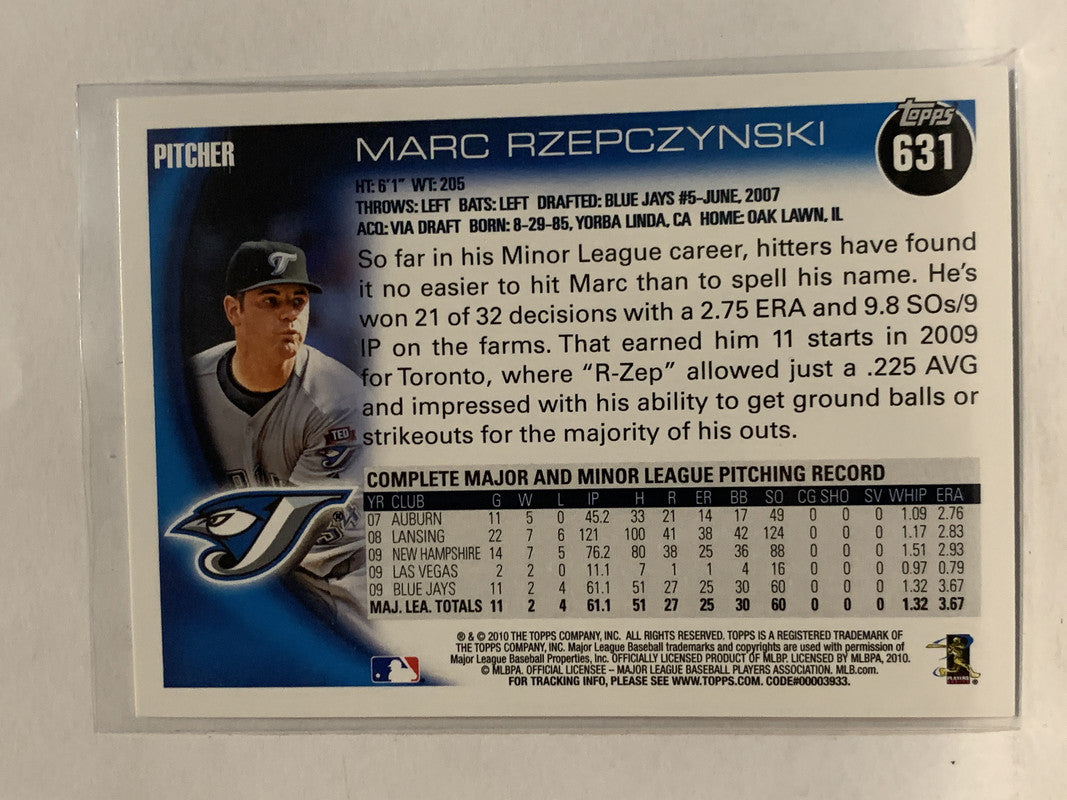 Topps
631
PITCHER
MARC RZEPCZYNSKI
HT: 6'1" WT: 205
THROWS: LEFT BATS: LEFT DRAFTED: BLUE JAYS #5-JUNE, 2007
ACQ: VIA DRAFT BORN: 8-29-85, YORBA LINDA, CA HOME: OAK LAWN, IL
So far in his Minor League career, hitters have found
it no easier to hit Marc than to spell his name. He's
won 21 of 32 decisions with a 2.75 ERA and 9.8 SOs/9
IP on the farms. That earned him 11 starts in 2009
for Toronto, where "R-Zep" allowed just a .225 AVG
and impressed with his ability to get ground balls or
strikeouts for the majority of his outs.
TED
COMPLETE MAJOR AND MINOR LEAGUE PITCHING RECORD
YR CLUB G W L IP H R ER BB SO CG SHO SV WHIP ERA
07 AUBURN 11 5 0 45.2 33 21 14 17 49 0 0 0 1.09 2.76
08 LANSING 22 7 6 121 100 41 38 42 124 0 0 0 1.17 2.83
09 NEW HAMPSHIRE 14 7 5 76.2 80 38 25 36 88 0 0 0 1.51 2.93
09 LAS VEGAS 2 2 0 11.1 7 1 1 4 16 0 0 0 0.97 0.79
09 BLUE JAYS 11 2 4 61.1 51 27 25 30 60 0 0 0 1.32 3.67
MAJ. LEA. TOTALS 11 2 4 61.1 51 27 25 30 60 0 0 0 1.32 3.67
® & © 2010 THE TOPPS COMPANY, INC. ALL RIGHTS RESERVED. TOPPS IS A REGISTERED TRADEMARK OF
THE TOPPS COMPANY, INC. Major League Baseball trademarks and copyrights are used with permission of
Major League Baseball Properties, Inc. OFFICIALLY LICENSED PRODUCT OF MLBP. LICENSED BY MLBPA, 2010.
© MLBPA. OFFICIAL LICENSEE – MAJOR LEAGUE BASEBALL PLAYERS ASSOCIATION. MLB.com.
FOR TRACKING INFO, PLEASE SEE WWW.TOPPS.COM. CODE#00003933.
PLAYERS